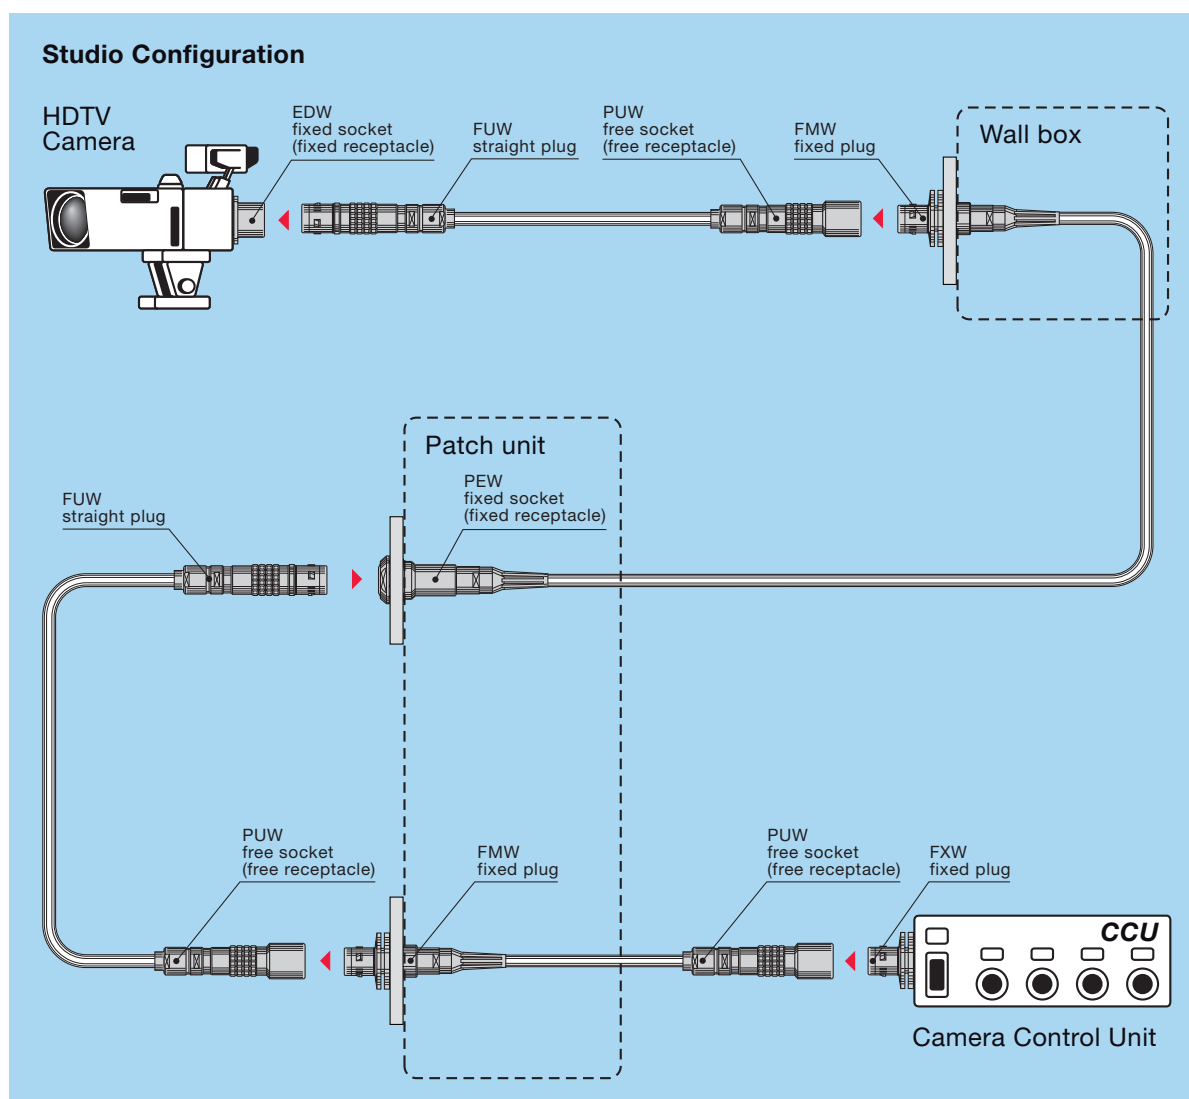 Studio Configuration
HDTV
Camera
EDW
fixed socket
(fixed receptacle)
FUW
straight plug
PUW
free socket
(free receptacle)
FMW
fixed plug
Wall box
Patch unit
PEW
fixed socket
(fixed receptacle)
FUW
straight plug
PUW
free socket
(free receptacle)
FMW
fixed plug
PUW
free socket
(free receptacle)
FXW
fixed plug
CCU
Camera Control Unit